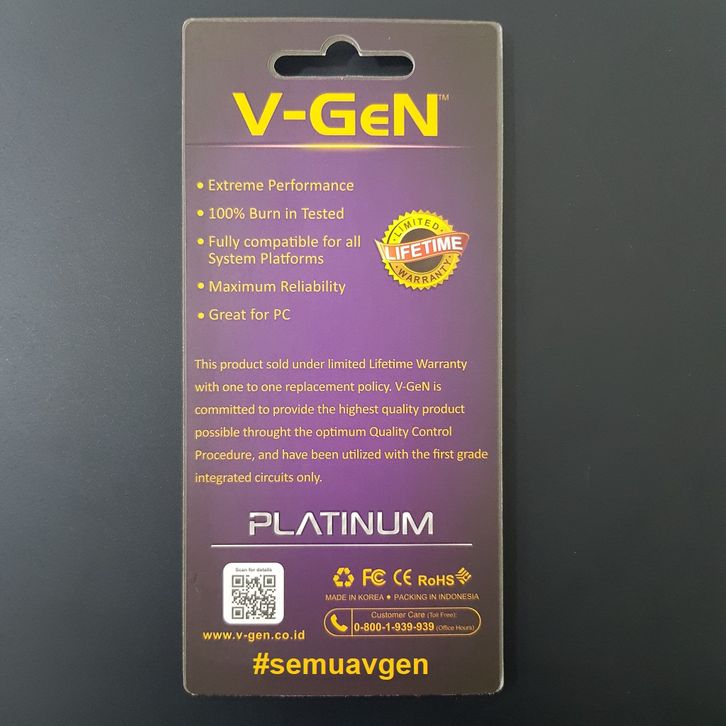 V-GeN™
• Extreme Performance
• 100% Burn in Tested
• Fully compatible for all
System Platforms
• Maximum Reliability
• Great for PC
LIMITED
LIFETIME
WARRANTY
This product sold under limited Lifetime Warranty
with one to one replacement policy. V-GeN is
committed to provide the highest quality product
possible throught the optimum Quality Control
Procedure, and have been utilized with the first grade
integrated circuits only.
PLATINUM
Scan for details
FC CE RoHS
MADE IN KOREA • PACKING IN INDONESIA
Customer Care (Toll Free):
0-800-1-939-939 (Office Hours)
www.v-gen.co.id
#semuavgen